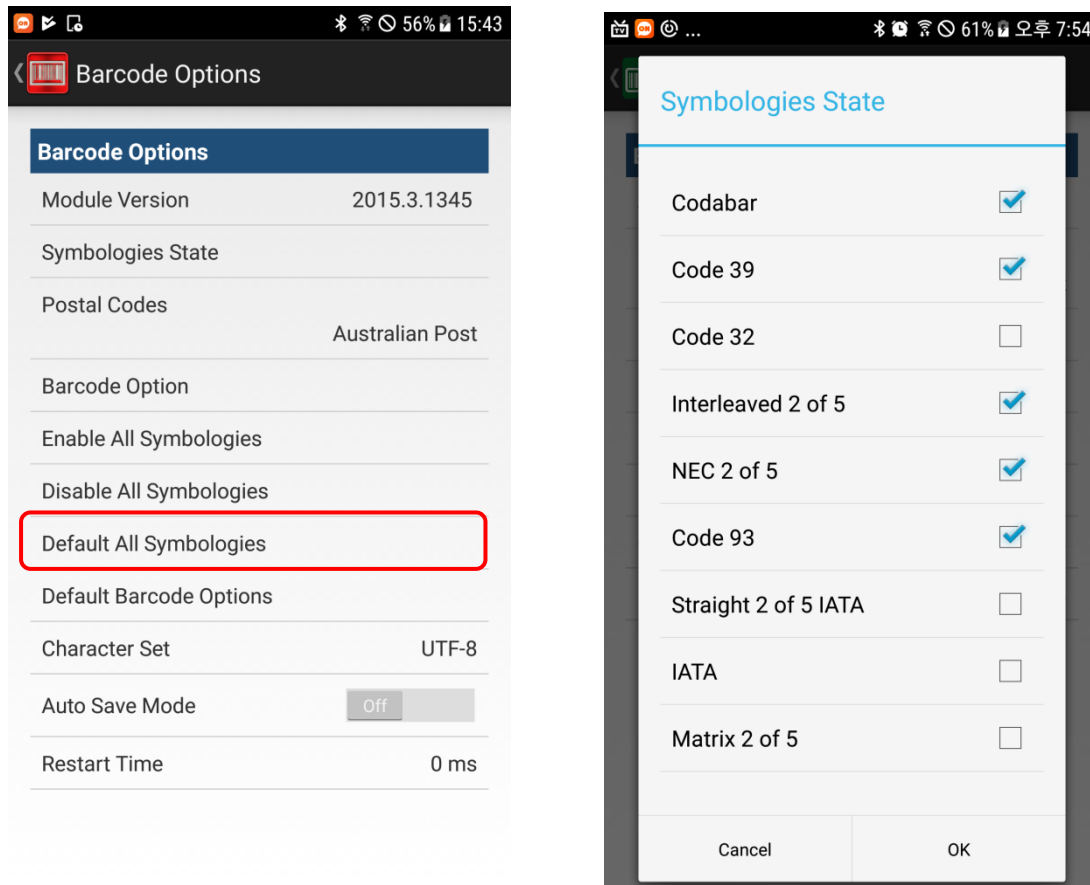 56% 15:43
Barcode Options
Barcode Options
Module Version 2015.3.1345
Symbologies State
Postal Codes
Australian Post
Barcode Option
Enable All Symbologies
Disable All Symbologies
Default All Symbologies
Default Barcode Options
Character Set UTF-8
Auto Save Mode Off
Restart Time 0 ms
... 61% 오후 7:54
Symbologies State
Codabar
Code 39
Code 32
Interleaved 2 of 5
NEC 2 of 5
Code 93
Straight 2 of 5 IATA
IATA
Matrix 2 of 5
Cancel OK